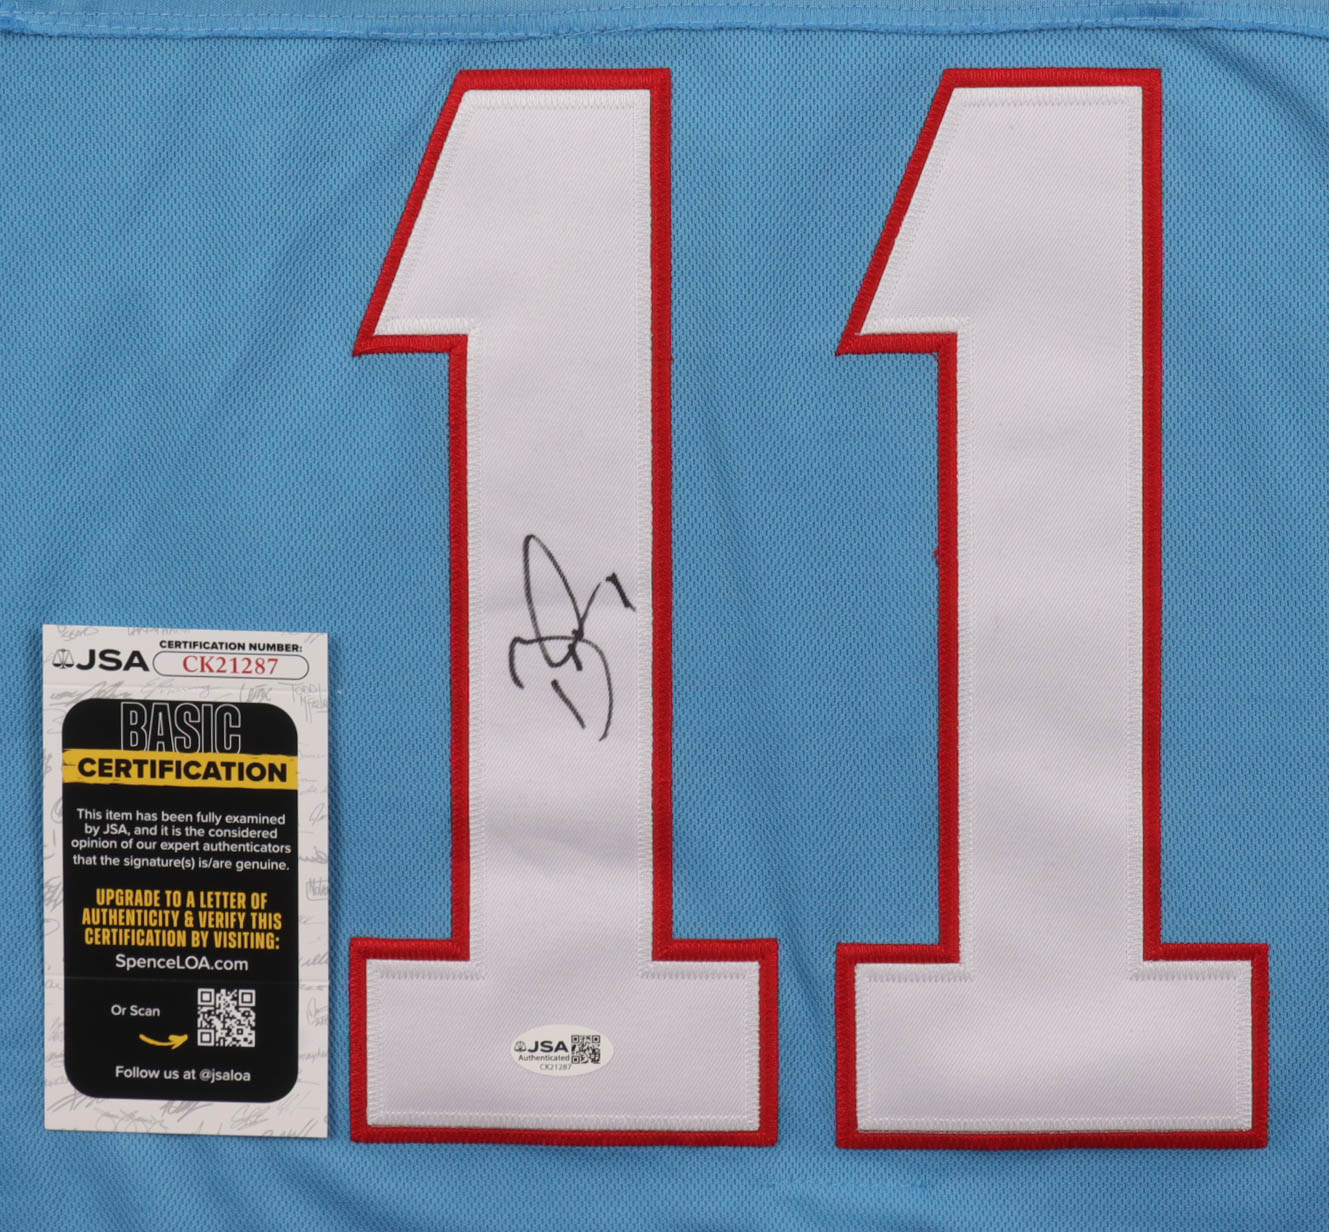 11
JSA
CERTIFICATION NUMBER:
CK21287
BASIC
CERTIFICATION
This item has been fully examined
by JSA, and it is the considered
opinion of our expert authenticators
that the signature(s) is/are genuine.
UPGRADE TO A LETTER OF
AUTHENTICITY & VERIFY THIS
CERTIFICATION BY VISITING:
SpenceLOA.com
Or Scan
Follow us at @jsaloa
JSA
Authenticated
CK21287